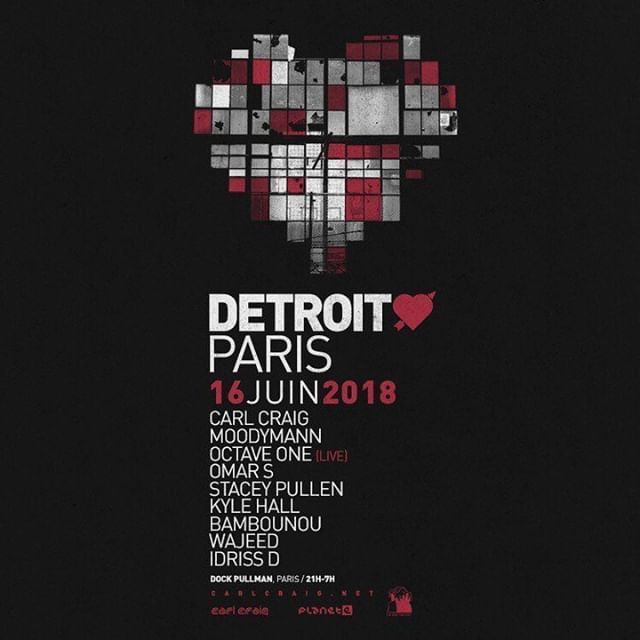 DETROIT
PARIS
16JUIN2018
CARL CRAIG
MOODYMANN
OCTAVE ONE (LIVE)
OMAR S
STACEY PULLEN
KYLE HALL
BAMBOUNOU
WAJEED
IDRISS D
DOCK PULLMAN, PARIS / 21H-7H
CARLCRAIG.NET
carl craig planet e